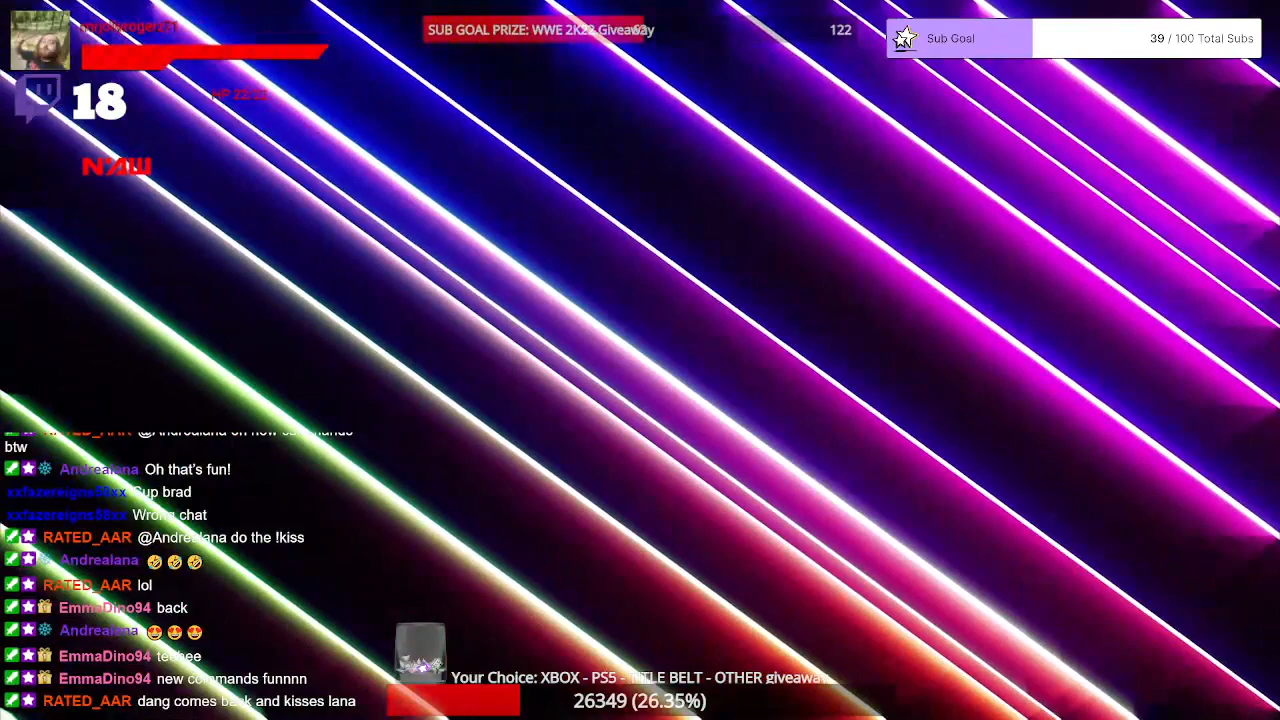 SUB GOAL PRIZE: WWE 2K22 Giveaway
122
Sub Goal
39 / 100 Total Subs
18
btw
Andrealana Oh that's fun!
xxfazereigns88xx Sup brad
xxfazereigns88xx Wrong chat
RATED_AAR @Andrealana do the !kiss
Andrealana 🤣 🤣 🤣
RATED_AAR lol
EmmaDino94 back
Andrealana 😍 😍 😍
EmmaDino94 teehee
EmmaDino94 new commands funnnn
RATED_AAR dang comes back and kisses lana
Your Choice: XBOX - PS5 - TITLE BELT - OTHER giveaway
26349 (26.35%)